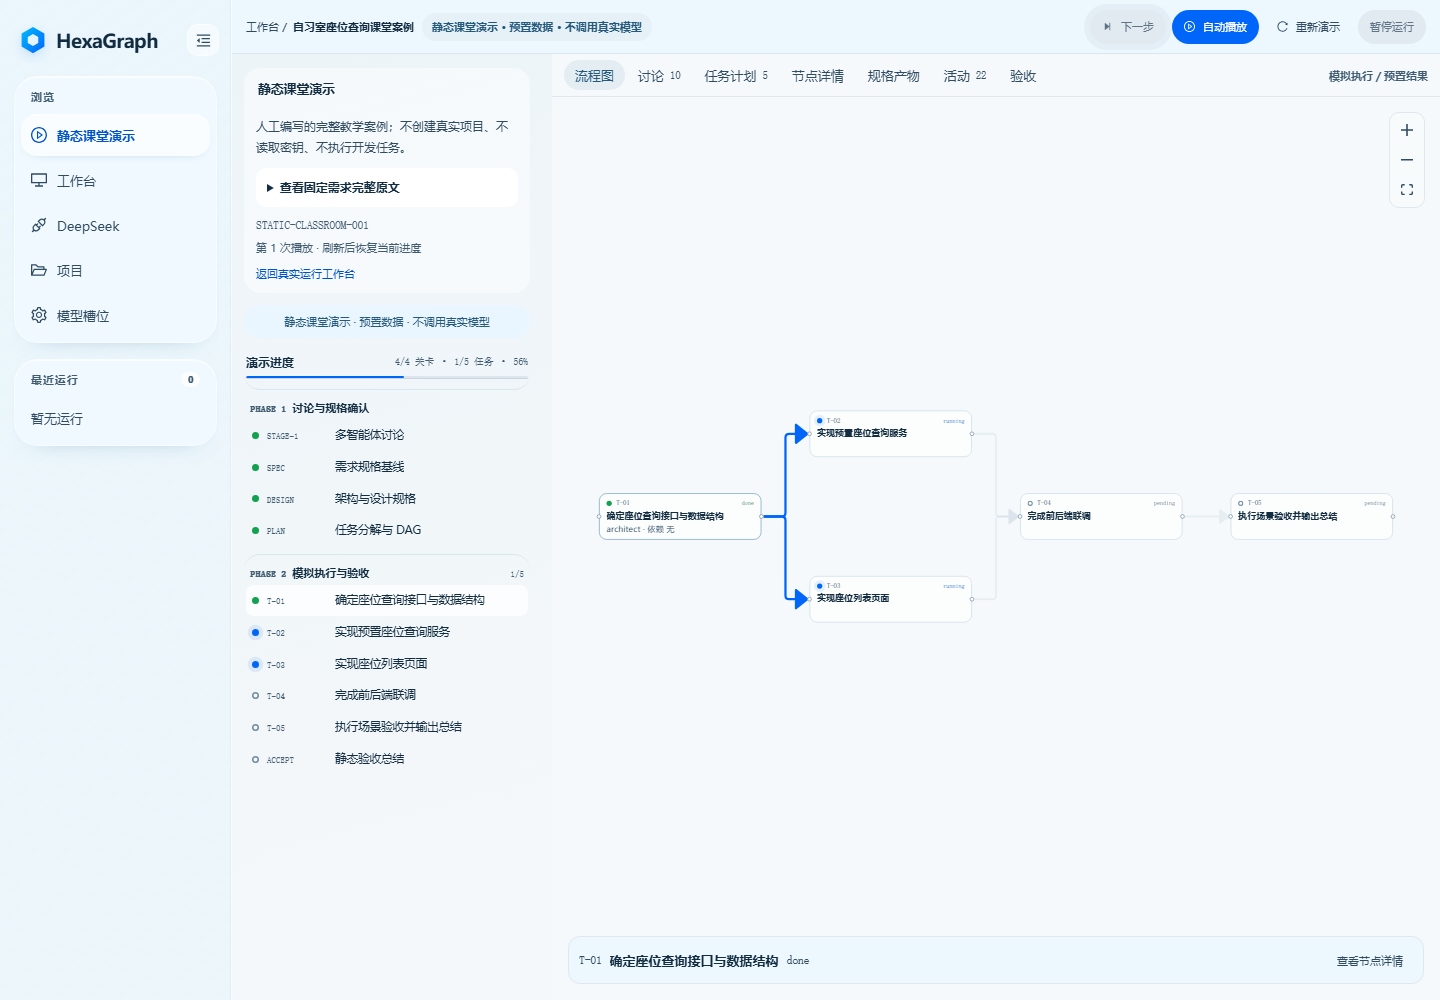 HexaGraph
浏览
静态课堂演示
工作台
DeepSeek
项目
模型槽位
最近运行 0
暂无运行
工作台 / 自习室座位查询课堂案例
静态课堂演示 • 预置数据 • 不调用真实模型
下一步
自动播放
重新演示
暂停运行
静态课堂演示
人工编写的完整教学案例；不创建真实项目、不
读取密钥、不执行开发任务。
查看固定需求完整原文
STATIC-CLASSROOM-001
第 1 次播放 · 刷新后恢复当前进度
返回真实运行工作台
静态课堂演示 · 预置数据 · 不调用真实模型
演示进度 4/4 关卡 • 1/5 任务 • 56%
PHASE 1 讨论与规格确认
STAGE-1 多智能体讨论
SPEC 需求规格基线
DESIGN 架构与设计规格
PLAN 任务分解与 DAG
PHASE 2 模拟执行与验收 1/5
T-01 确定座位查询接口与数据结构
T-02 实现预置座位查询服务
T-03 实现座位列表页面
T-04 完成前后端联调
T-05 执行场景验收并输出总结
ACCEPT 静态验收总结
流程图
讨论 10
任务计划 5
节点详情
规格产物
活动 22
验收
模拟执行 / 预置结果
T-02 running
实现预置座位查询服务
T-01 done
确定座位查询接口与数据结构
architect · 依赖 无
T-04 pending
完成前后端联调
T-05 pending
执行场景验收并输出总结
T-03 running
实现座位列表页面
T-01 确定座位查询接口与数据结构 done
查看节点详情